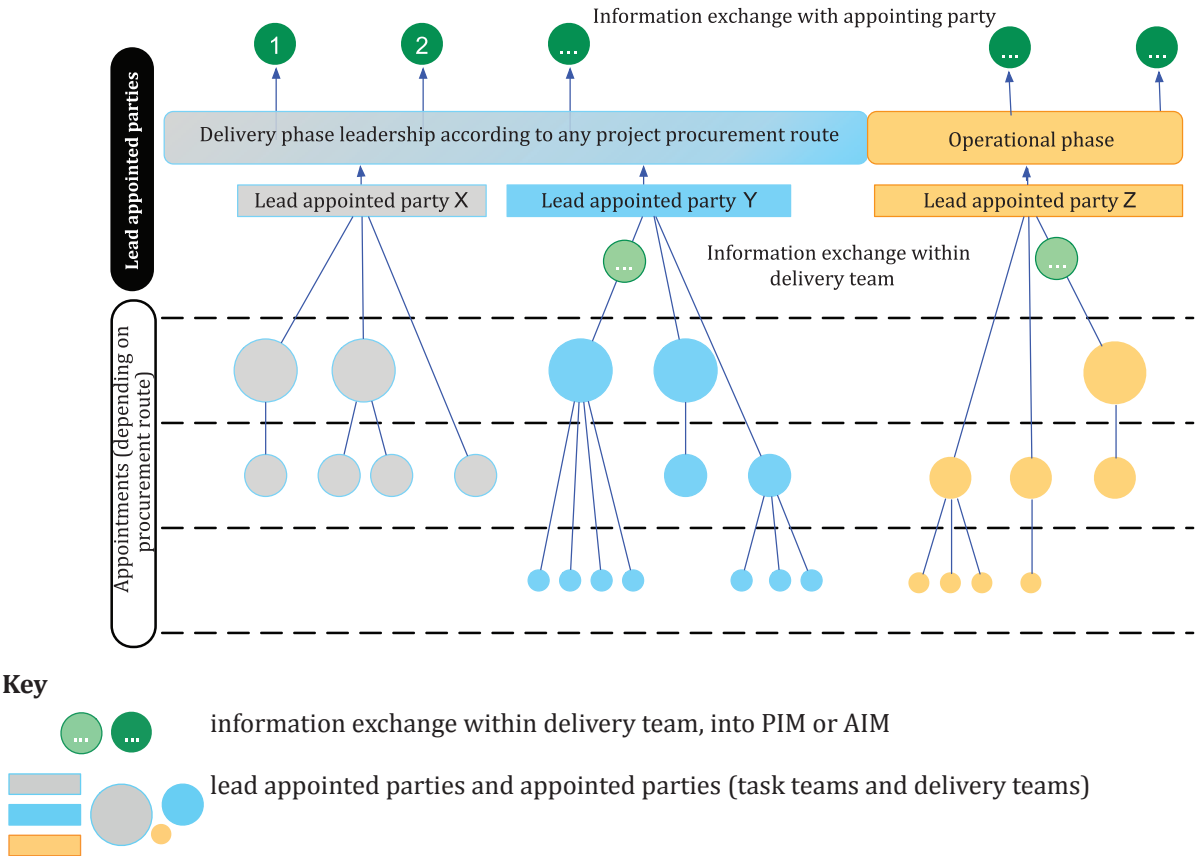 Information exchange with appointing party
1
2
...
...
...
Lead appointed parties
Delivery phase leadership according to any project procurement route
Operational phase
Lead appointed party X
Lead appointed party Y
Lead appointed party Z
...
Information exchange within
delivery team
...
Appointments (depending on
procurement route)
Key
... ...
information exchange within delivery team, into PIM or AIM
lead appointed parties and appointed parties (task teams and delivery teams)